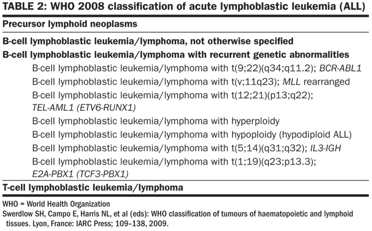 TABLE 2: WHO 2008 classification of acute lymphoblastic leukemia (ALL)
Precursor lymphoid neoplasms
B-cell lymphoblastic leukemia/lymphoma, not otherwise specified
B-cell lymphoblastic leukemia/lymphoma with recurrent genetic abnormalities
B-cell lymphoblastic leukemia/lymphoma with t(9;22)(q34;q11.2); BCR-ABL1
B-cell lymphoblastic leukemia/lymphoma with t(v;11q23); MLL rearranged
B-cell lymphoblastic leukemia/lymphoma with t(12;21)(p13;q22);
TEL-AML1 (ETV6-RUNX1)
B-cell lymphoblastic leukemia/lymphoma with hyperploidy
B-cell lymphoblastic leukemia/lymphoma with hypoploidy (hypodiploid ALL)
B-cell lymphoblastic leukemia/lymphoma with t(5;14)(q31;q32); IL3-IGH
B-cell lymphoblastic leukemia/lymphoma with t(1;19)(q23;p13.3);
E2A-PBX1 (TCF3-PBX1)
T-cell lymphoblastic leukemia/lymphoma
WHO = World Health Organization
Swerdlow SH, Campo E, Harris NL, et al (eds): WHO classification of tumours of haematopoietic and lymphoid
tissues. Lyon, France: IARC Press; 109–138, 2009.